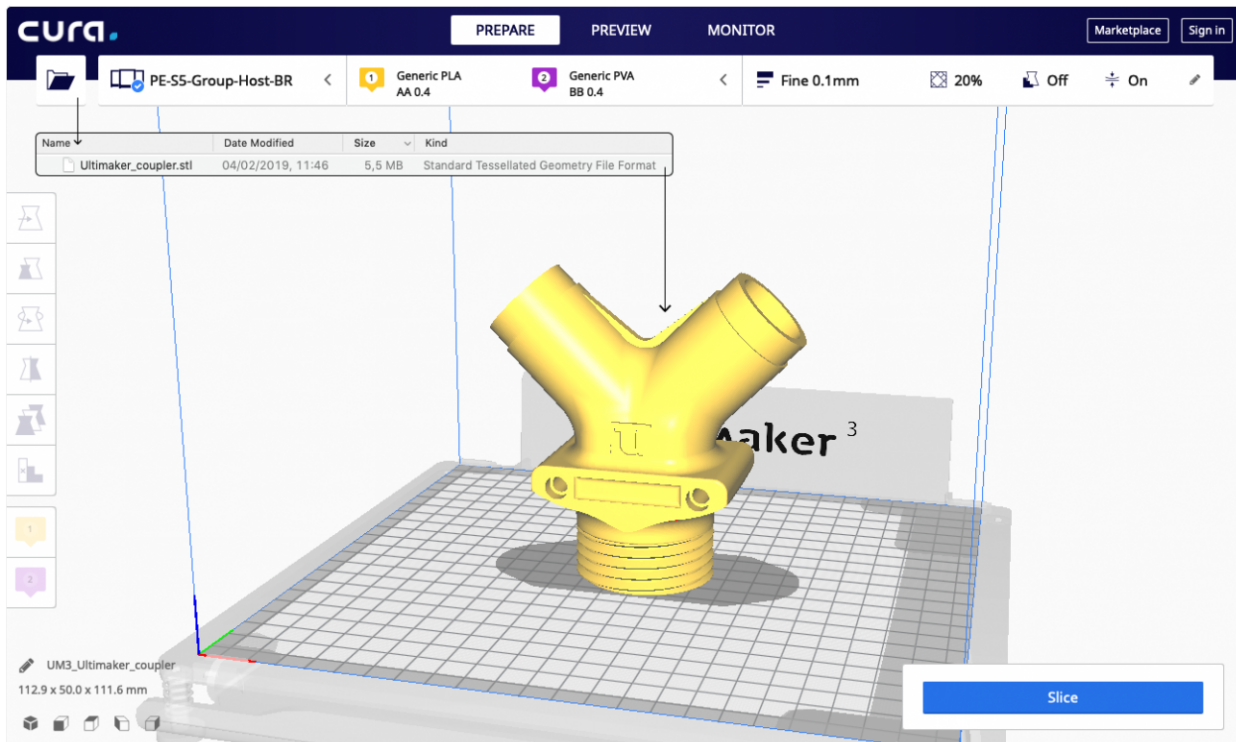 cura.
PREPARE PREVIEW MONITOR
Marketplace Sign in
PE-S5-Group-Host-BR
1 Generic PLA
AA 0.4
2 Generic PVA
BB 0.4
Fine 0.1mm 20% Off On
Name Date Modified Size Kind
Ultimaker_coupler.stl 04/02/2019, 11:46 5,5 MB Standard Tessellated Geometry File Format
aker 3
1
2
UM3_Ultimaker_coupler
112.9 x 50.0 x 111.6 mm
Slice